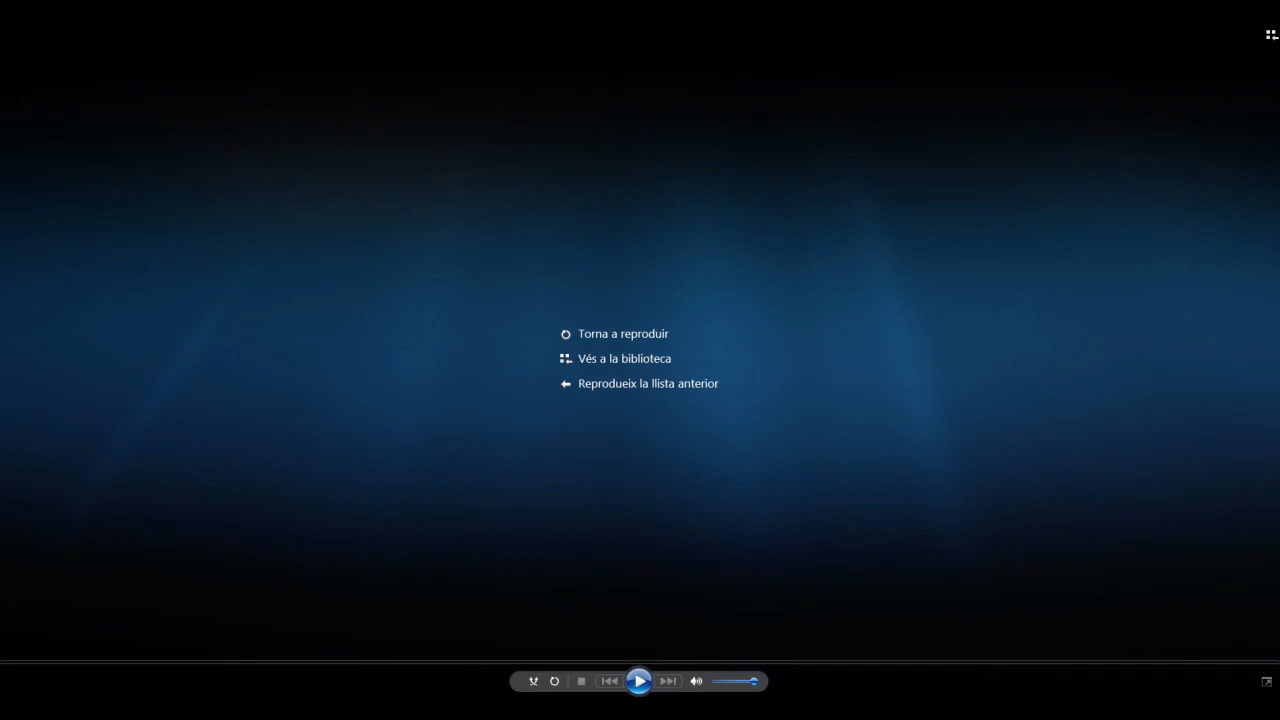 Torna a reproduir
Vés a la biblioteca
Reprodueix la llista anterior